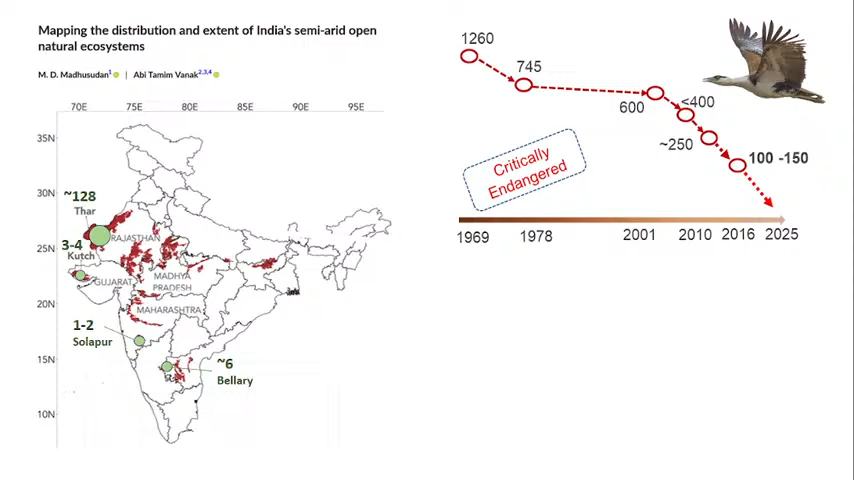 Mapping the distribution and extent of India's semi-arid open
natural ecosystems
M. D. Madhusudan1 | Abi Tamim Vanak2,3,4
70E 75E 80E 85E 90E 95E
35N
30N
25N
20N
15N
10N
~128
Thar
RAJASTHAN
3-4
Kutch
GUJARAT
MADHYA
PRADESH
MAHARASHTRA
1-2
Solapur
~6
Bellary
1260
745
600
<400
~250
100 -150
Critically
Endangered
1969 1978 2001 2010 2016 2025